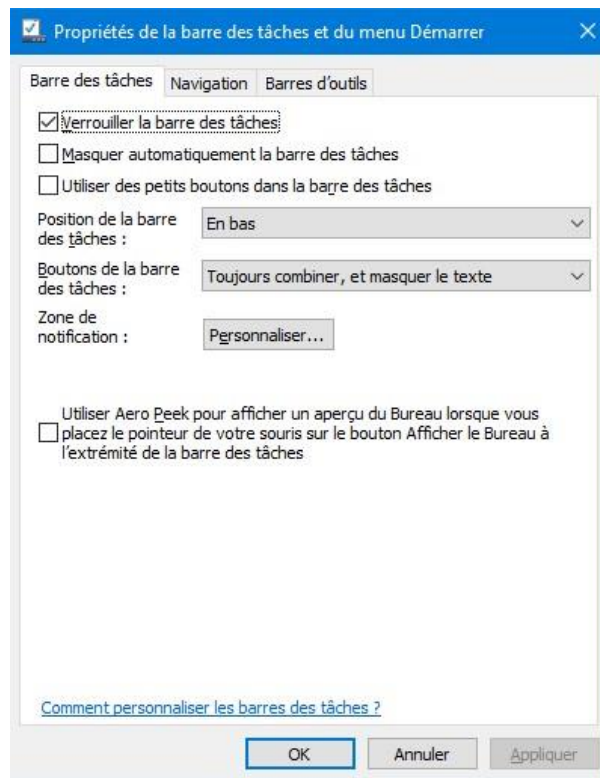 Propriétés de la barre des tâches et du menu Démarrer
Barre des tâches Navigation Barres d'outils
Verrouiller la barre des tâches
Masquer automatiquement la barre des tâches
Utiliser des petits boutons dans la barre des tâches
Position de la barre
des tâches :
En bas
Boutons de la barre
des tâches :
Toujours combiner, et masquer le texte
Zone de
notification :
Personnaliser...
Utiliser Aero Peek pour afficher un aperçu du Bureau lorsque vous
placez le pointeur de votre souris sur le bouton Afficher le Bureau à
l'extrémité de la barre des tâches
Comment personnaliser les barres des tâches ?
OK Annuler Appliquer